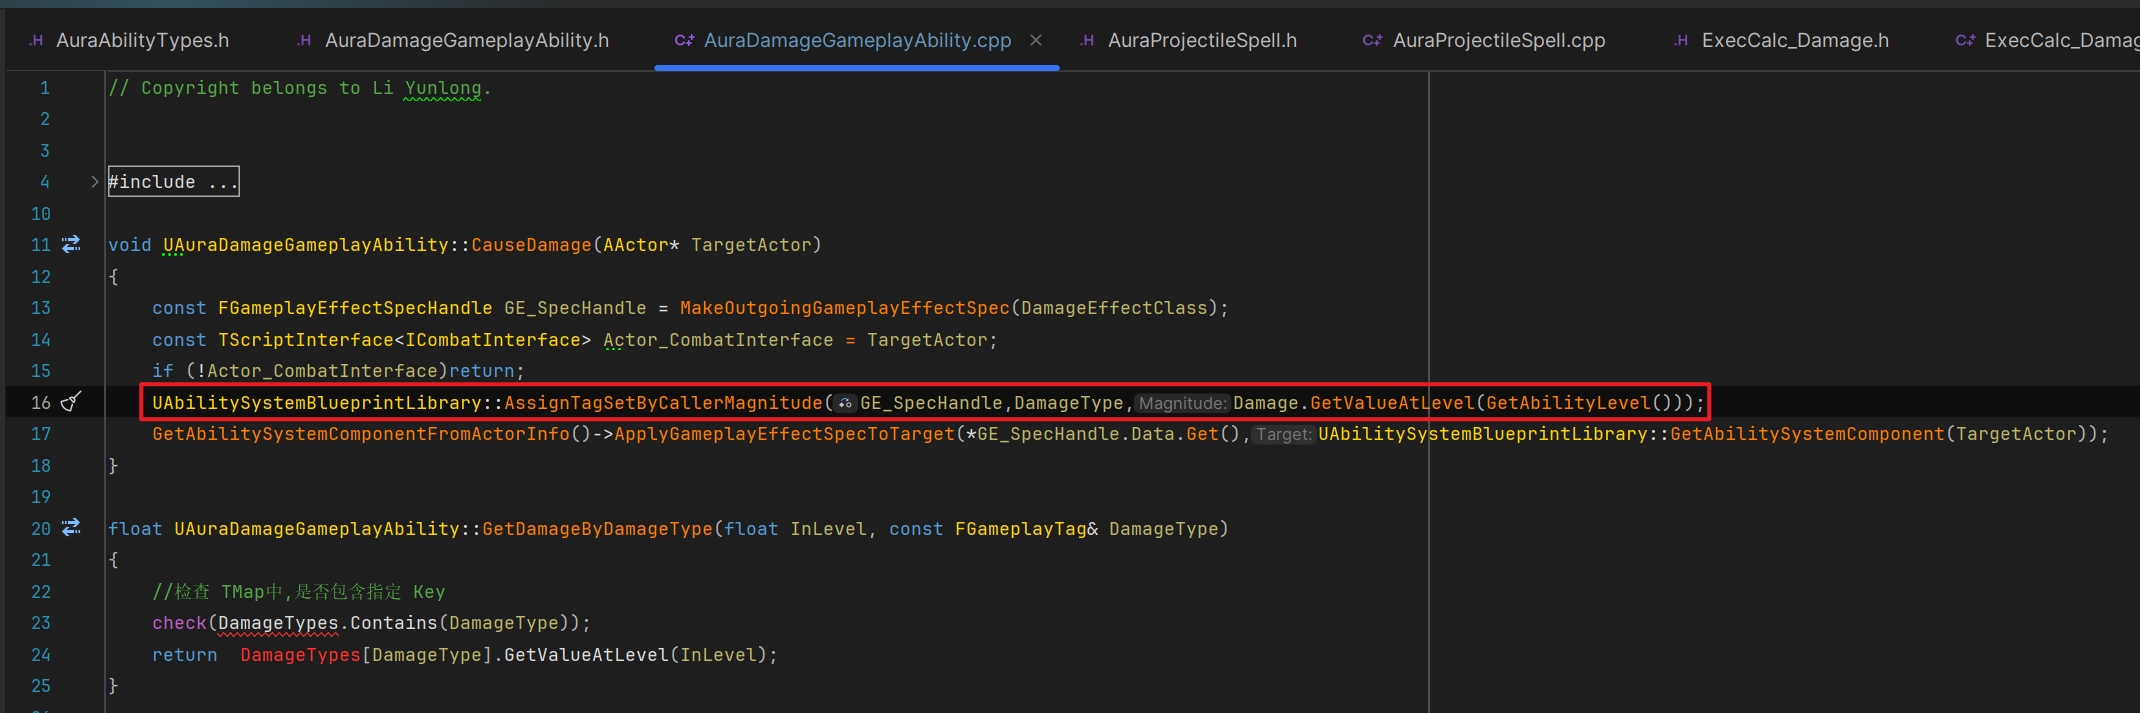 .H AuraAbilityTypes.h .H AuraDamageGameplayAbility.h C++ AuraDamageGameplayAbility.cpp × .H AuraProjectileSpell.h C++ AuraProjectileSpell.cpp .H ExecCalc_Damage.h C++ ExecCalc_Damag
1 // Copyright belongs to Li Yunlong.
2
3
4 #include ...
10
11 void UAuraDamageGameplayAbility::CauseDamage(AActor* TargetActor)
12 {
13 const FGameplayEffectSpecHandle GE_SpecHandle = MakeOutgoingGameplayEffectSpec(DamageEffectClass);
14 const TScriptInterface<ICombatInterface> Actor_CombatInterface = TargetActor;
15 if (!Actor_CombatInterface)return;
16 UAbilitySystemBlueprintLibrary::AssignTagSetByCallerMagnitude(GE_SpecHandle,DamageType,Magnitude:Damage.GetValueAtLevel(GetAbilityLevel()));
17 GetAbilitySystemComponentFromActorInfo()->ApplyGameplayEffectSpecToTarget(*GE_SpecHandle.Data.Get(),Target:UAbilitySystemBlueprintLibrary::GetAbilitySystemComponent(TargetActor));
18 }
19
20 float UAuraDamageGameplayAbility::GetDamageByDamageType(float InLevel, const FGameplayTag& DamageType)
21 {
22 //检查 TMap中,是否包含指定 Key
23 check(DamageTypes.Contains(DamageType));
24 return DamageTypes[DamageType].GetValueAtLevel(InLevel);
25 }